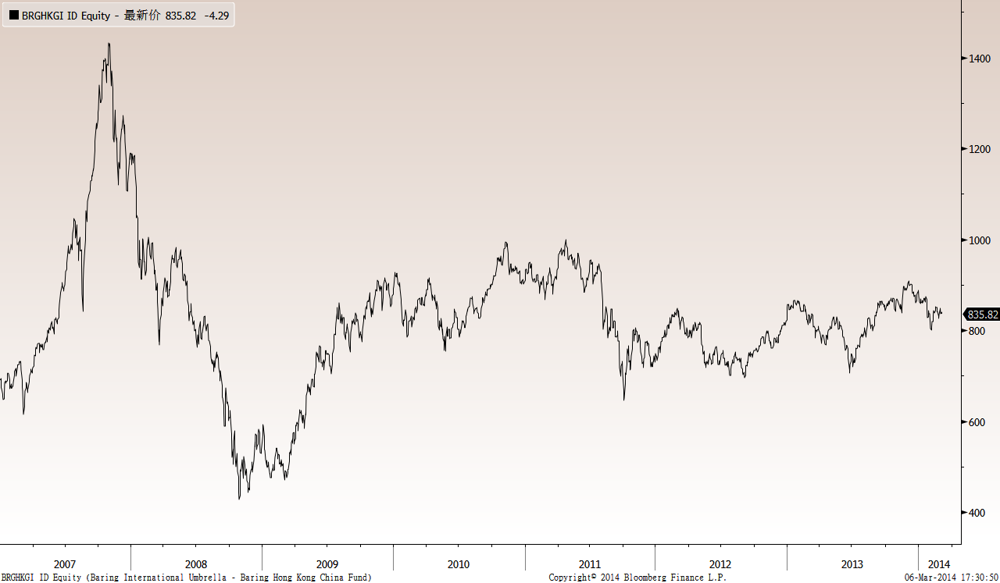 BRGHKGI ID Equity - 最新价 835.82 -4.29
1400
1200
1000
835.82
800
600
400
2007 2008 2009 2010 2011 2012 2013 2014
BRGHKGI ID Equity (Baring International Umbrella - Baring Hong Kong China Fund) Copyright© 2014 Bloomberg Finance L.P. 06-Mar-2014 17:30:50